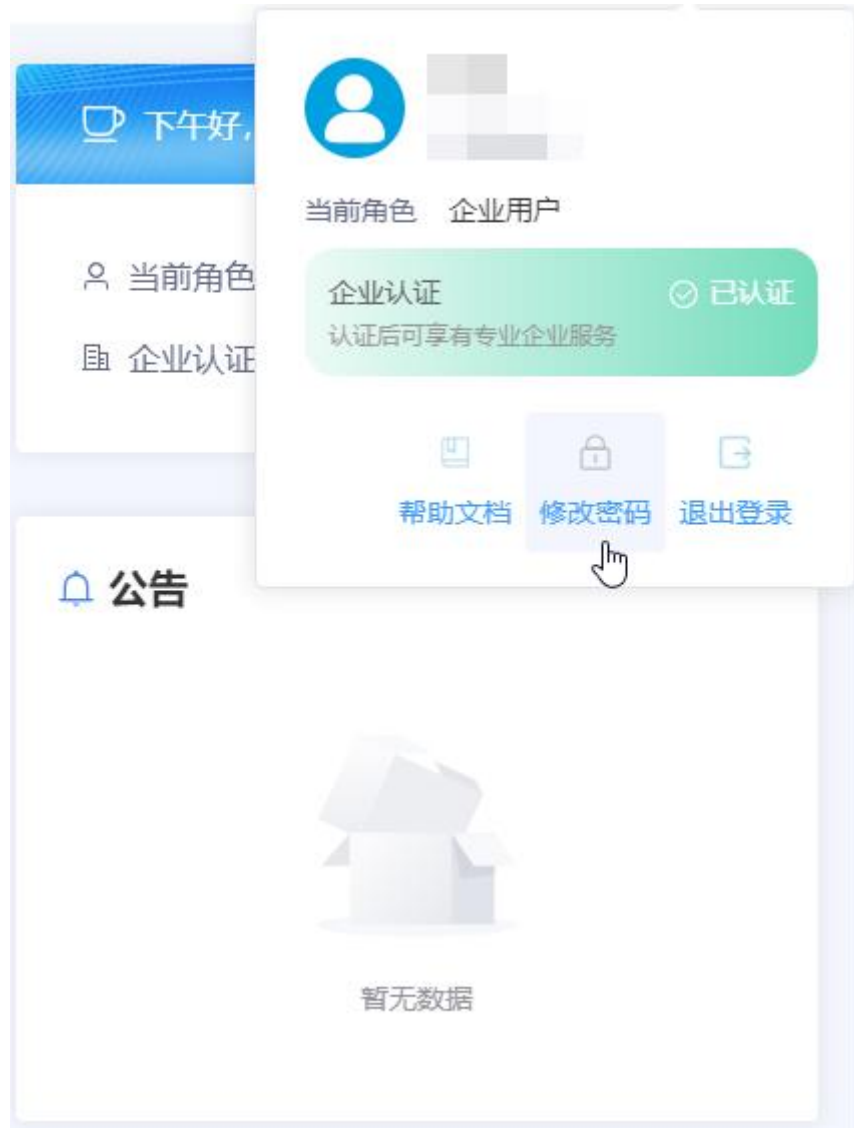 下午好,
当前角色 企业用户
当前角色
企业认证
已认证
认证后可享有专业企业服务
企业认证
帮助文档 修改密码 退出登录
公告
暂无数据